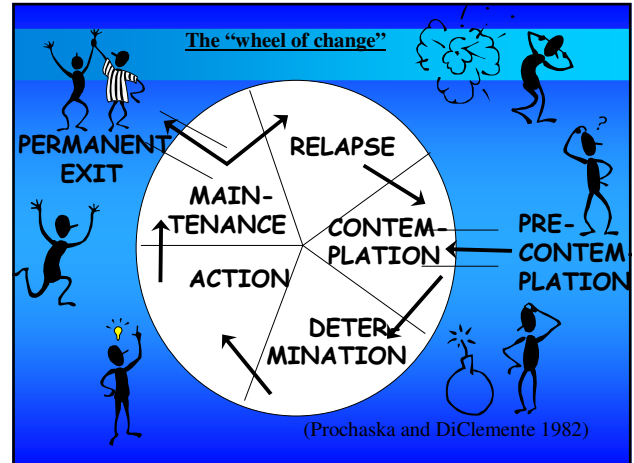 The “wheel of change”
PERMANENT
EXIT
RELAPSE
MAIN-
TENANCE
CONTEM-
PLATION
PRE-
CONTEM-
PLATION
ACTION
DETER
MINATION
?
(Prochaska and DiClemente 1982)